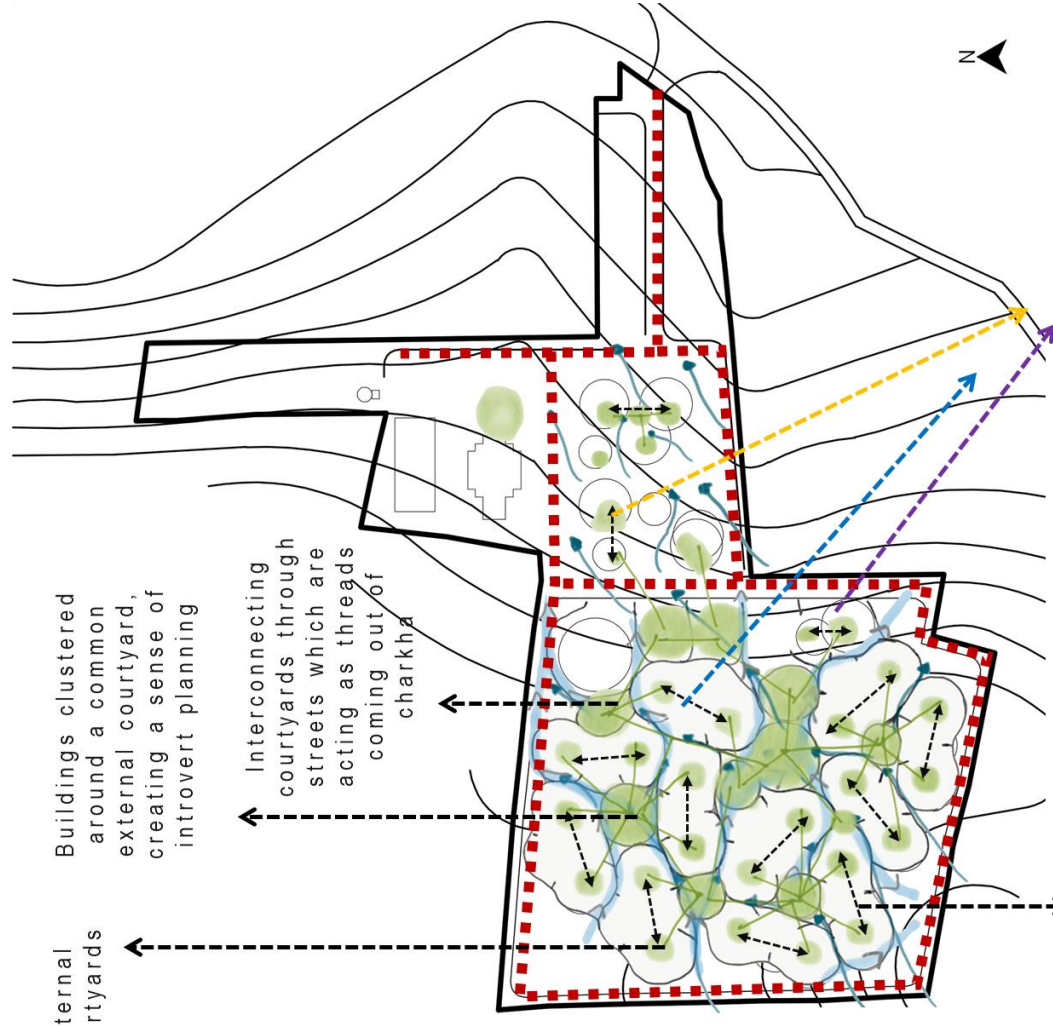 Buildings clustered
around a common
external courtyard,
creating a sense of
introvert planning
Interconnecting
courtyards through
streets which are
acting as threads
coming out of
charkha
ternal
rtyards
N